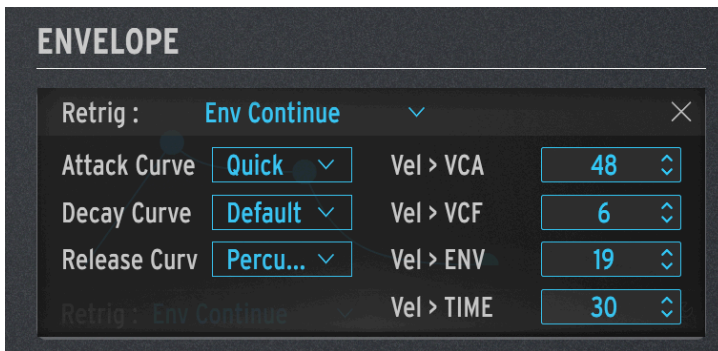 ENVELOPE
Retrig : Env Continue
Attack Curve Quick Vel > VCA 48
Decay Curve Default Vel > VCF 6
Release Curv Percu... Vel > ENV 19
Retrig : Env Continue Vel > TIME 30